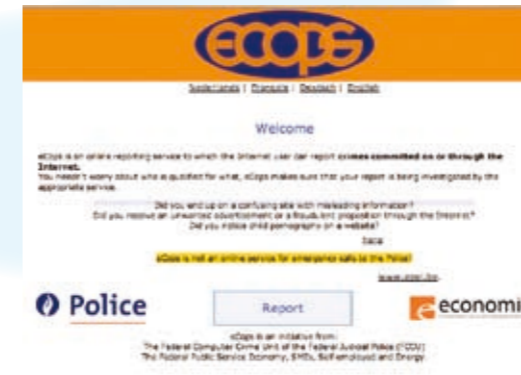 ecops
Nederlands | Français | Deutsch | English
Welcome
eCops is an online reporting service to which the Internet user can report crimes committed on or through the
Internet.
You needn't worry about who is qualified for what, eCops makes sure that your report is being investigated by the
appropriate service.
Did you end up on a confusing site with misleading information?
Did you receive an unwanted advertisement or a fraudulent proposition through the Internet?
Did you notice child pornography on a website?
eCops is not an online service for emergency calls to the Police!
Police
Report
economi
eCops is an initiative from:
The Federal Computer Crime Unit of the Federal Judicial Police (FCCU)
The Federal Public Service Economy, SMEs, Self-employed and Energy